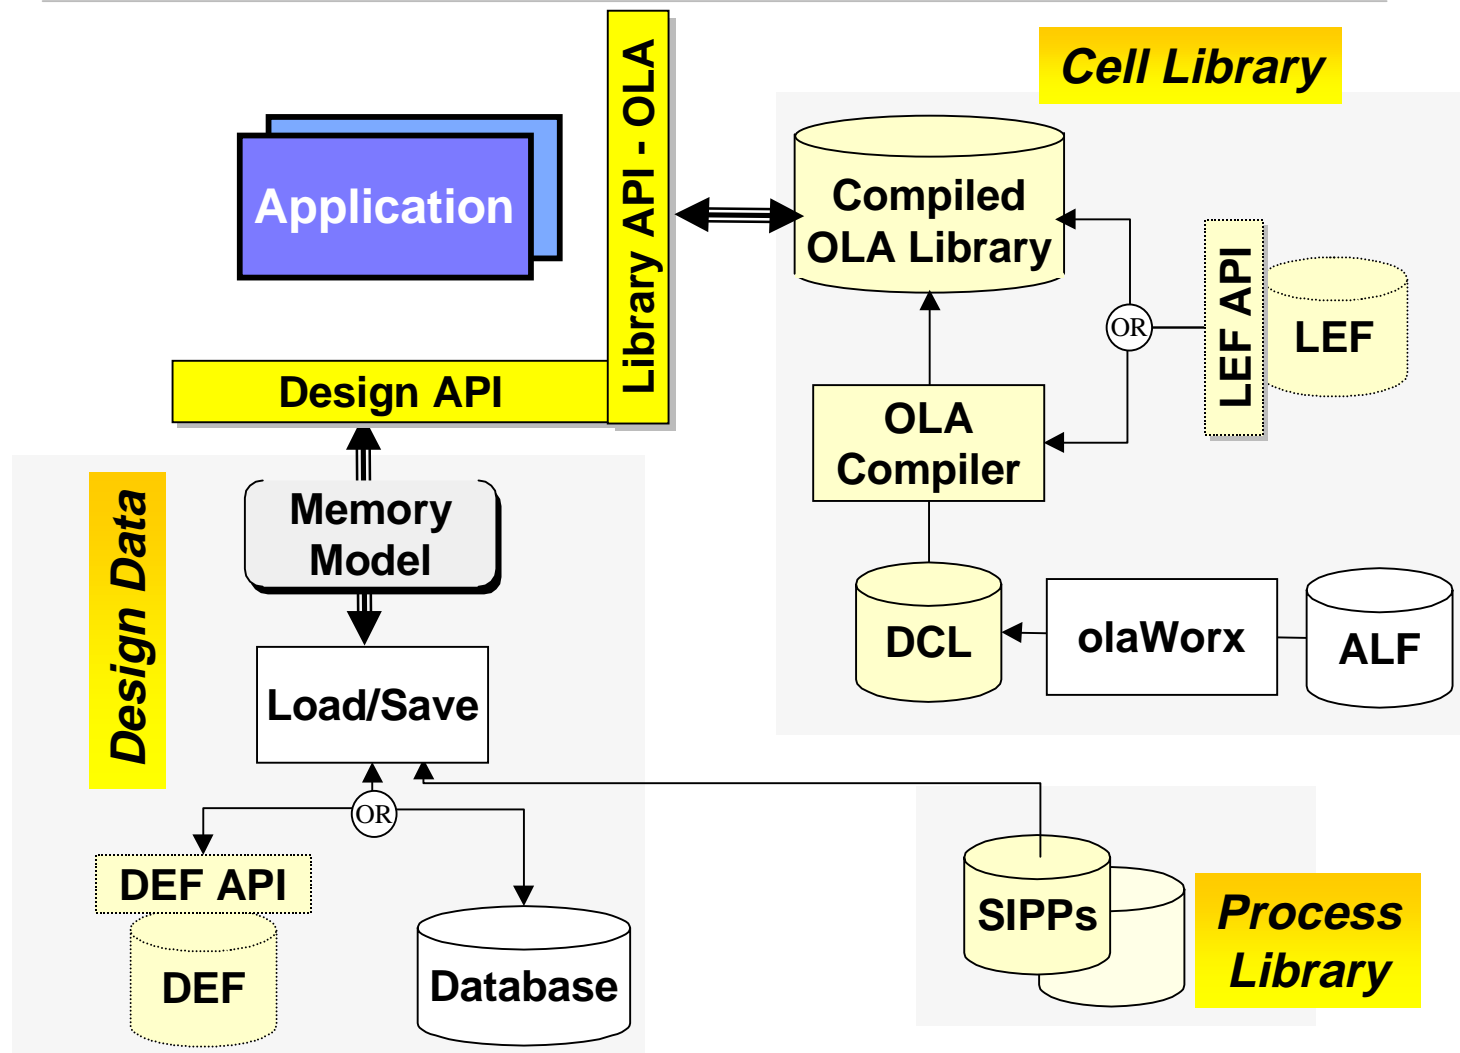 Cell Library
Library API - OLA
Application
Compiled
OLA Library
LEF API
LEF
OR
Design API
OLA
Compiler
Design Data
Memory
Model
DCL
olaWorx
ALF
Load/Save
OR
DEF API
DEF
Database
SIPPs
Process
Library